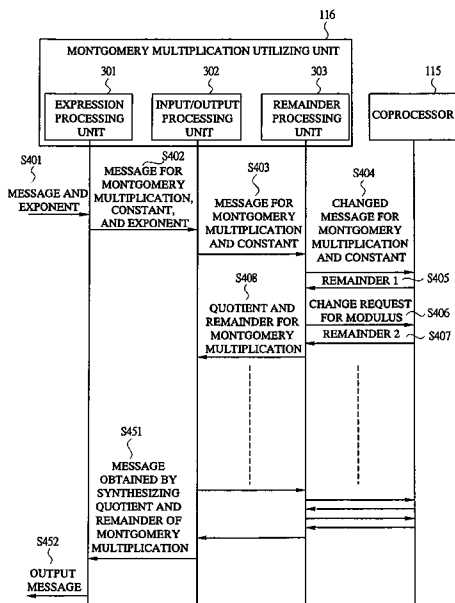 116
MONTGOMERY MULTIPLICATION UTILIZING UNIT
301
302
303
115
EXPRESSION
PROCESSING
UNIT
INPUT/OUTPUT
PROCESSING
UNIT
REMAINDER
PROCESSING
UNIT
COPROCESSOR
S401
MESSAGE AND
EXPONENT
S402
MESSAGE FOR
MONTGOMERY
MULTIPLICATION,
CONSTANT,
AND EXPONENT
S403
MESSAGE FOR
MONTGOMERY
MULTIPLICATION
AND CONSTANT
S404
CHANGED
MESSAGE FOR
MONTGOMERY
MULTIPLICATION
AND CONSTANT
REMAINDER 1
S405
CHANGE REQUEST
FOR MODULUS
S406
REMAINDER 2
S407
S408
QUOTIENT AND
REMAINDER FOR
MONTGOMERY
MULTIPLICATION
S451
MESSAGE
OBTAINED BY
SYNTHESIZING
QUOTIENT AND
REMAINDER OF
MONTGOMERY
MULTIPLICATION
S452
OUTPUT
MESSAGE